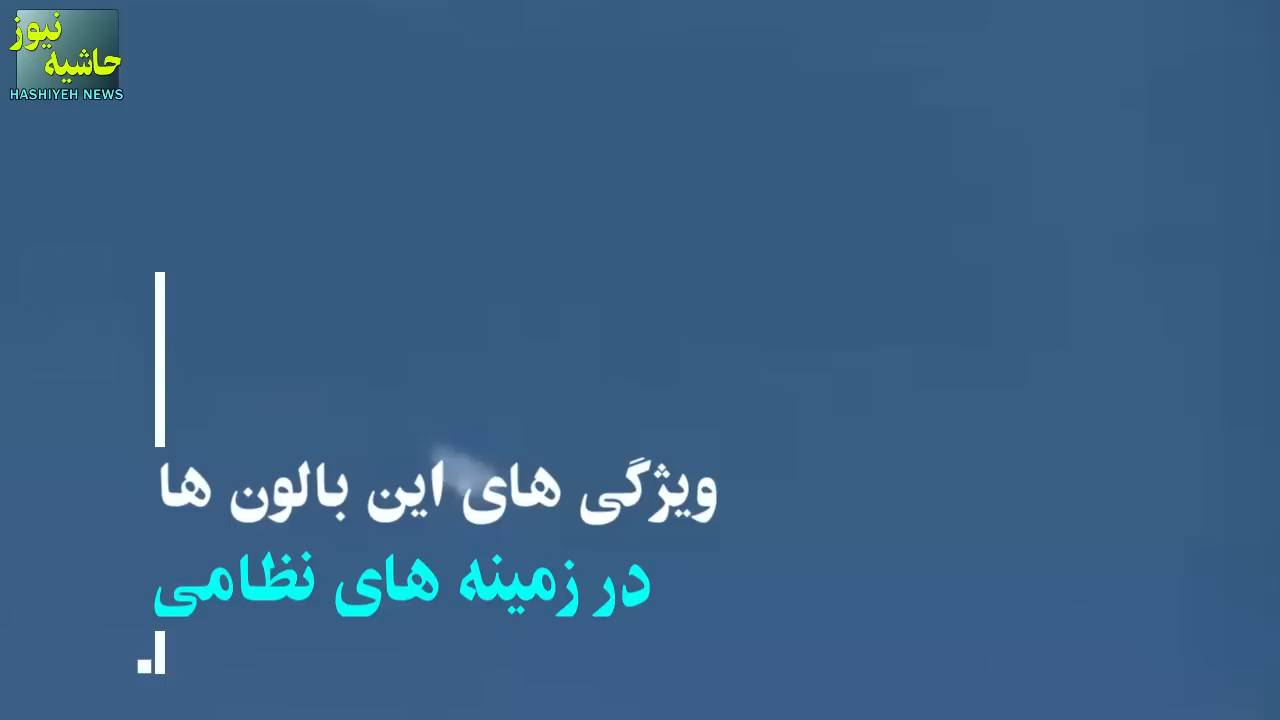 نیوز
حاشیه
HASHIYEH NEWS
ویژگی های این بالون ها
در زمینه های نظامی